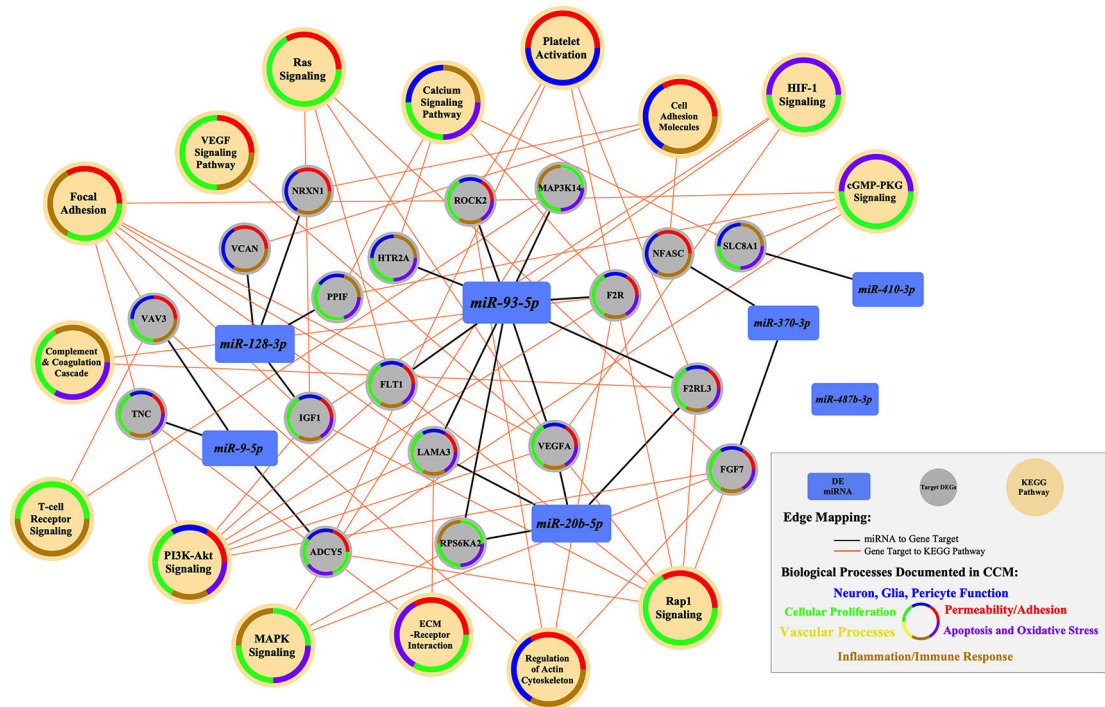 Platelet
Activation
Ras
Signaling
Calcium
Signaling
Pathway
HIF-1
Signaling
Cell
Adhesion
Molecules
VEGF
Signaling
Pathway
NRXN1
ROCK2
MAP3K14
Focal
Adhesion
cGMP-PKG
Signaling
VCAN
HTR2A
NFASC
SLC8A1
PPIF
miR-93-5p
F2R
miR-410-3p
VAV3
miR-128-3p
miR-370-3p
Complement
& Coagulation
Cascade
FLT1
F2RL3
miR-487b-3p
TNC
IGF1
miR-9-5p
LAMA3
VEGFA
FGF7
T-cell
Receptor
Signaling
miR-20b-5p
PI3K-Akt
Signaling
ADCY5
RPS6KA2
Rap1
Signaling
MAPK
Signaling
ECM
-Receptor
Interaction
Regulation
of Actin
Cytoskeleton
DE
miRNA
Target DEGs
KEGG
Pathway
Edge Mapping:
miRNA to Gene Target
Gene Target to KEGG Pathway
Biological Processes Documented in CCM:
Neuron, Glia, Pericyte Function
Cellular Proliferation
Permeability/Adhesion
Vascular Processes
Apoptosis and Oxidative Stress
Inflammation/Immune Response